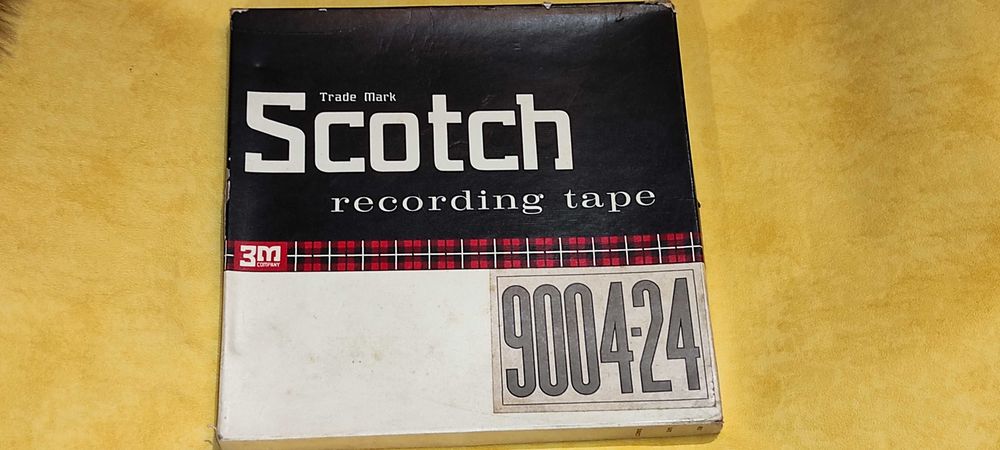 Trade Mark
Scotch
recording tape
3M
COMPANY
9004-24